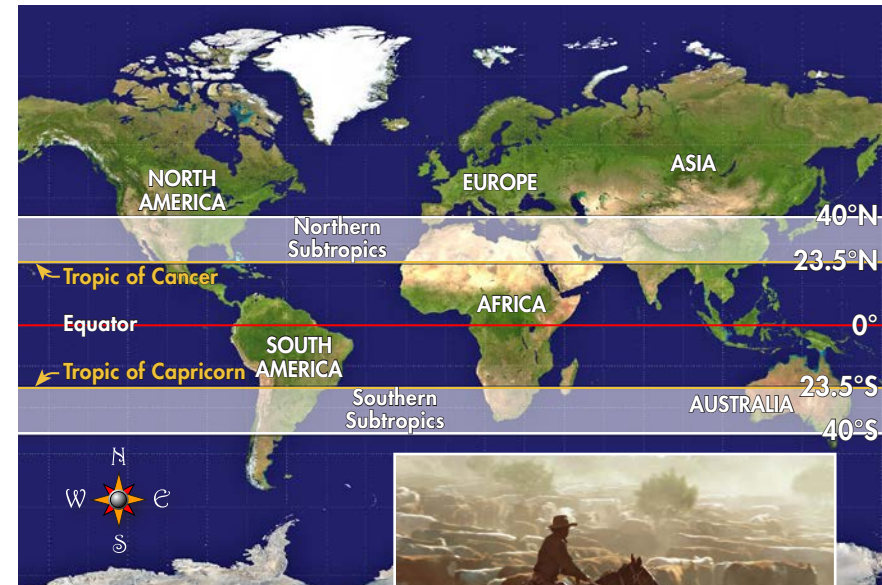 NORTH
AMERICA
EUROPE
ASIA
Northern
Subtropics
40°N
23.5°N
Tropic of Cancer
AFRICA
Equator
0°
SOUTH
AMERICA
Tropic of Capricorn
23.5°S
Southern
Subtropics
AUSTRALIA
40°S
N
W
E
S